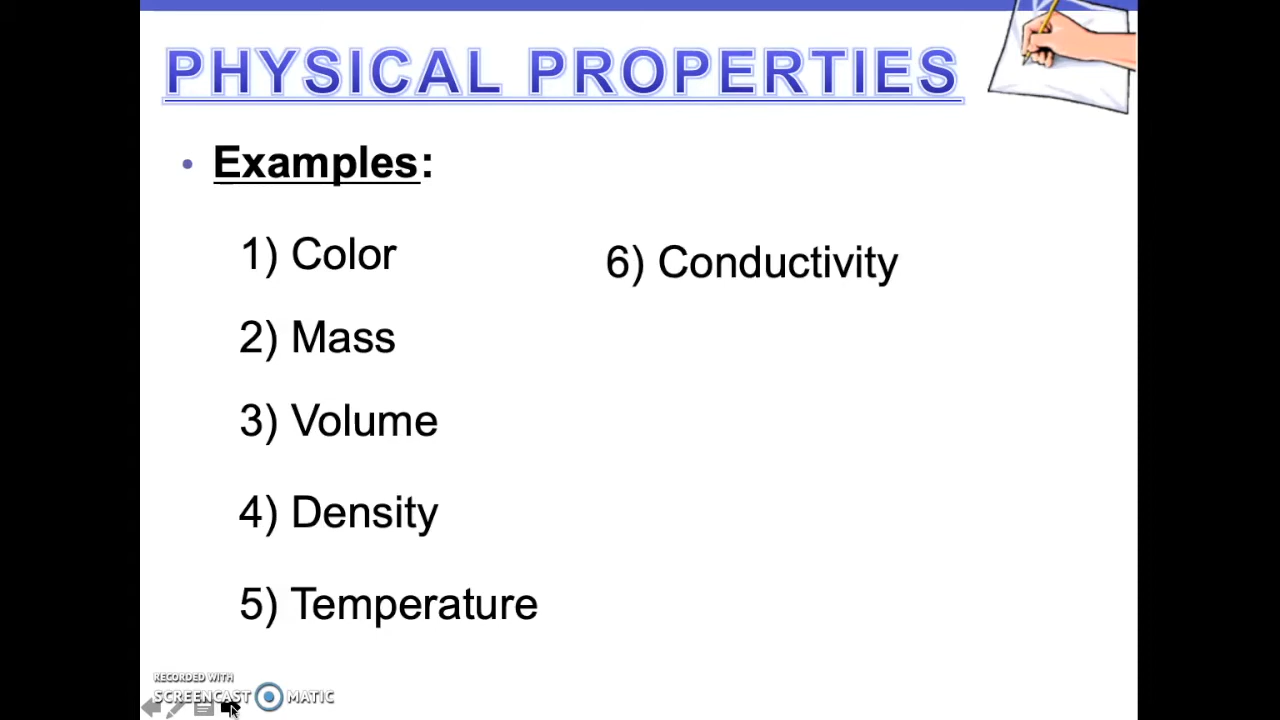 PHYSICAL PROPERTIES
• Examples:
1) Color
2) Mass
3) Volume
4) Density
5) Temperature
6) Conductivity
RECORDED WITH
SCREENCAST MATIC